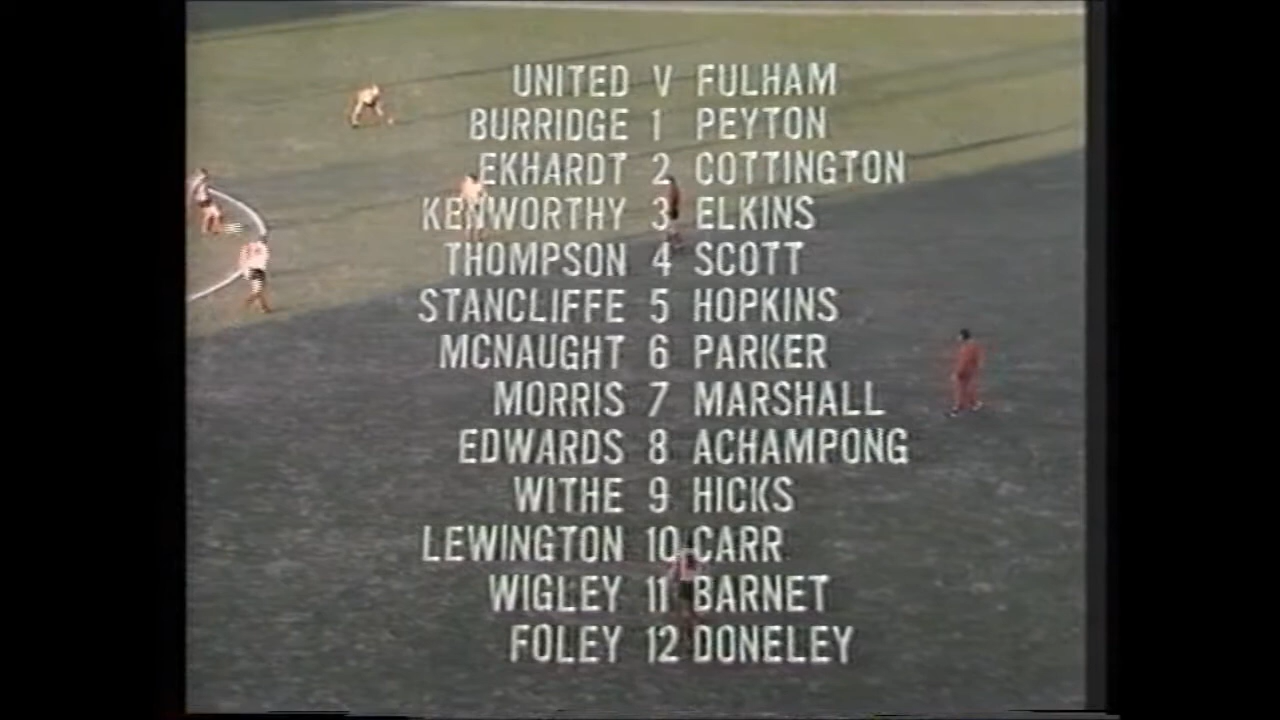 UNITED V FULHAM
BURRIDGE 1 PEYTON
EKHARDT 2 COTTINGTON
KENWORTHY 3 ELKINS
THOMPSON 4 SCOTT
STANCLIFFE 5 HOPKINS
MCNAUGHT 6 PARKER
MORRIS 7 MARSHALL
EDWARDS 8 ACHAMPONG
WITHE 9 HICKS
LEWINGTON 10 CARR
WIGLEY 11 BARNET
FOLEY 12 DONELEY